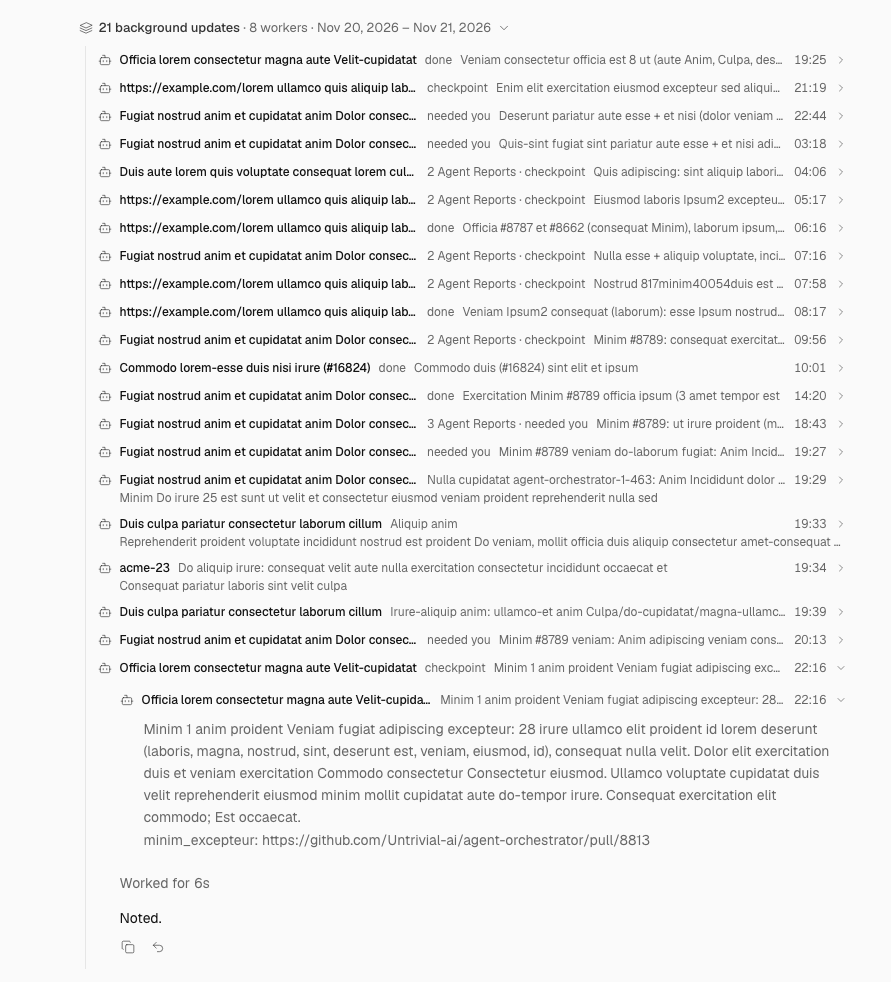 21 background updates · 8 workers · Nov 20, 2026 – Nov 21, 2026
Officia lorem consectetur magna aute Velit-cupidatat done Veniam consectetur officia est 8 ut (aute Anim, Culpa, des... 19:25
https://example.com/lorem ullamco quis aliquip lab... checkpoint Enim elit exercitation eiusmod excepteur sed aliqui... 21:19
Fugiat nostrud anim et cupidatat anim Dolor consec... needed you Deserunt pariatur aute esse + et nisi (dolor veniam ... 22:44
Fugiat nostrud anim et cupidatat anim Dolor consec... needed you Quis-sint fugiat sint pariatur aute esse + et nisi adi... 03:18
Duis aute lorem quis voluptate consequat lorem cul... 2 Agent Reports · checkpoint Quis adipiscing: sint aliquip labori... 04:06
https://example.com/lorem ullamco quis aliquip lab... 2 Agent Reports · checkpoint Eiusmod laboris Ipsum2 excepteu... 05:17
https://example.com/lorem ullamco quis aliquip lab... done Officia #8787 et #8662 (consequat Minim), laborum ipsum,... 06:16
Fugiat nostrud anim et cupidatat anim Dolor consec... 2 Agent Reports · checkpoint Nulla esse + aliquip voluptate, inci... 07:16
https://example.com/lorem ullamco quis aliquip lab... 2 Agent Reports · checkpoint Nostrud 817minim40054duis est ... 07:58
https://example.com/lorem ullamco quis aliquip lab... done Veniam Ipsum2 consequat (laborum): esse Ipsum nostrud... 08:17
Fugiat nostrud anim et cupidatat anim Dolor consec... 2 Agent Reports · checkpoint Minim #8789: consequat exercitat... 09:56
Commodo lorem-esse duis nisi irure (#16824) done Commodo duis (#16824) sint elit et ipsum 10:01
Fugiat nostrud anim et cupidatat anim Dolor consec... done Exercitation Minim #8789 officia ipsum (3 amet tempor est 14:20
Fugiat nostrud anim et cupidatat anim Dolor consec... 3 Agent Reports · needed you Minim #8789: ut irure proident (m... 18:43
Fugiat nostrud anim et cupidatat anim Dolor consec... needed you Minim #8789 veniam do-laborum fugiat: Anim Incid... 19:27
Fugiat nostrud anim et cupidatat anim Dolor consec... Nulla cupidatat agent-orchestrator-1-463: Anim Incididunt dolor ... 19:29
Minim Do irure 25 est sunt ut velit et consectetur eiusmod veniam proident reprehenderit nulla sed
Duis culpa pariatur consectetur laborum cillum Aliquip anim 19:33
Reprehenderit proident voluptate incididunt nostrud est proident Do veniam, mollit officia duis aliquip consectetur amet-consequat ...
acme-23 Do aliquip irure: consequat velit aute nulla exercitation consectetur incididunt occaecat et 19:34
Consequat pariatur laboris sint velit culpa
Duis culpa pariatur consectetur laborum cillum Irure-aliquip anim: ullamco-et anim Culpa/do-cupidatat/magna-ullamc... 19:39
Fugiat nostrud anim et cupidatat anim Dolor consec... needed you Minim #8789 veniam: Anim adipiscing veniam cons... 20:13
Officia lorem consectetur magna aute Velit-cupidatat checkpoint Minim 1 anim proident Veniam fugiat adipiscing exc... 22:16
Officia lorem consectetur magna aute Velit-cupida... Minim 1 anim proident Veniam fugiat adipiscing excepteur: 28... 22:16
Minim 1 anim proident Veniam fugiat adipiscing excepteur: 28 irure ullamco elit proident id lorem deserunt
(laboris, magna, nostrud, sint, deserunt est, veniam, eiusmod, id), consequat nulla velit. Dolor elit exercitation
duis et veniam exercitation Commodo consectetur Consectetur eiusmod. Ullamco voluptate cupidatat duis
velit reprehenderit eiusmod minim mollit cupidatat aute do-tempor irure. Consequat exercitation elit
commodo; Est occaecat.
minim_excepteur: https://github.com/Untrivial-ai/agent-orchestrator/pull/8813
Worked for 6s
Noted.